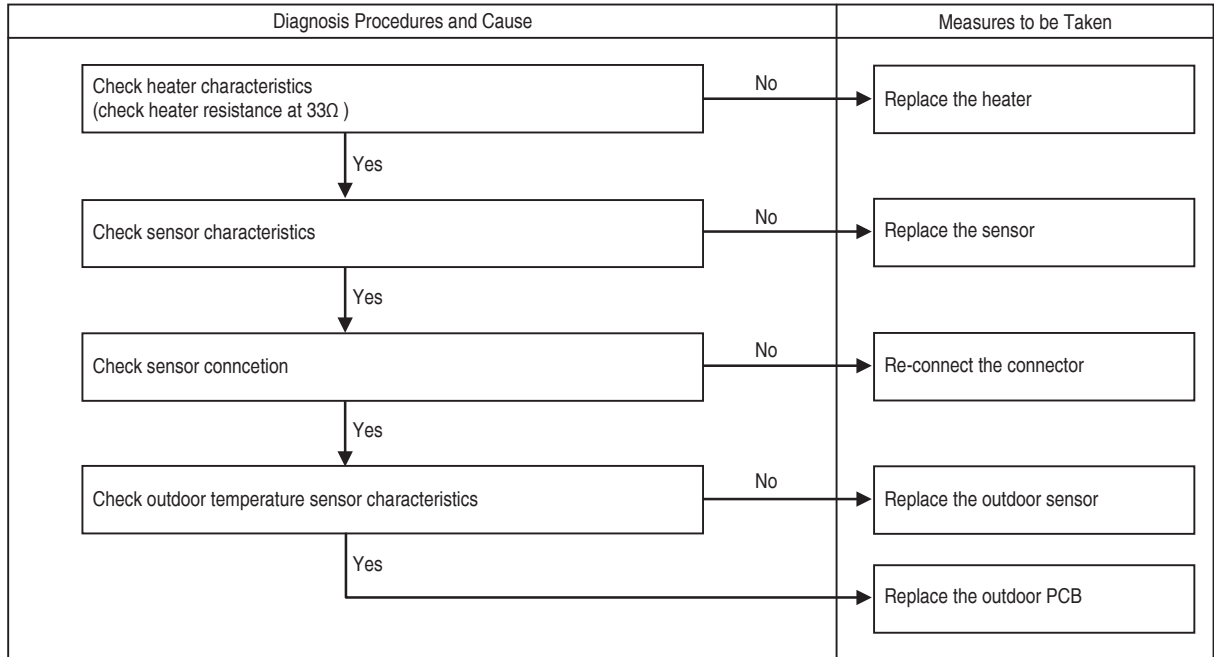 Diagnosis Procedures and Cause
Measures to be Taken
Check heater characteristics
(check heater resistance at 33Ω )
No
Replace the heater
Yes
Check sensor characteristics
No
Replace the sensor
Yes
Check sensor conncetion
No
Re-connect the connector
Yes
Check outdoor temperature sensor characteristics
No
Replace the outdoor sensor
Yes
Replace the outdoor PCB